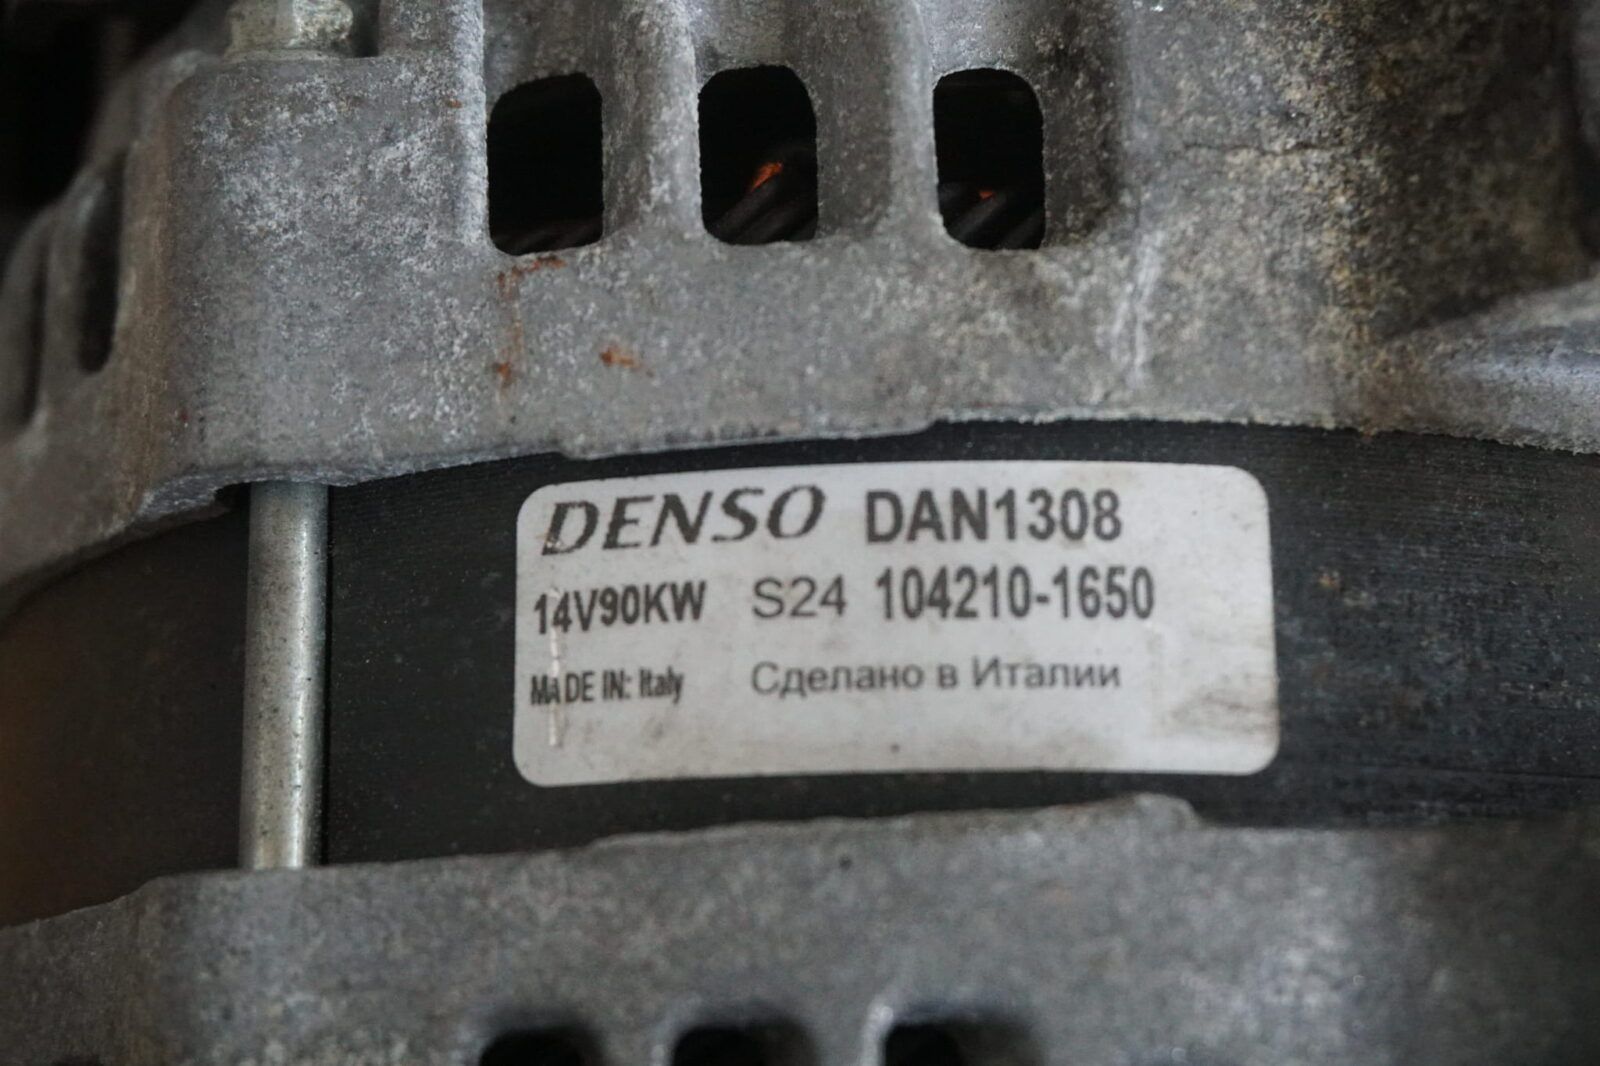 DENSO DAN1308
14V90KW S24 104210-1650
MADE IN: Italy Сделано в Италии